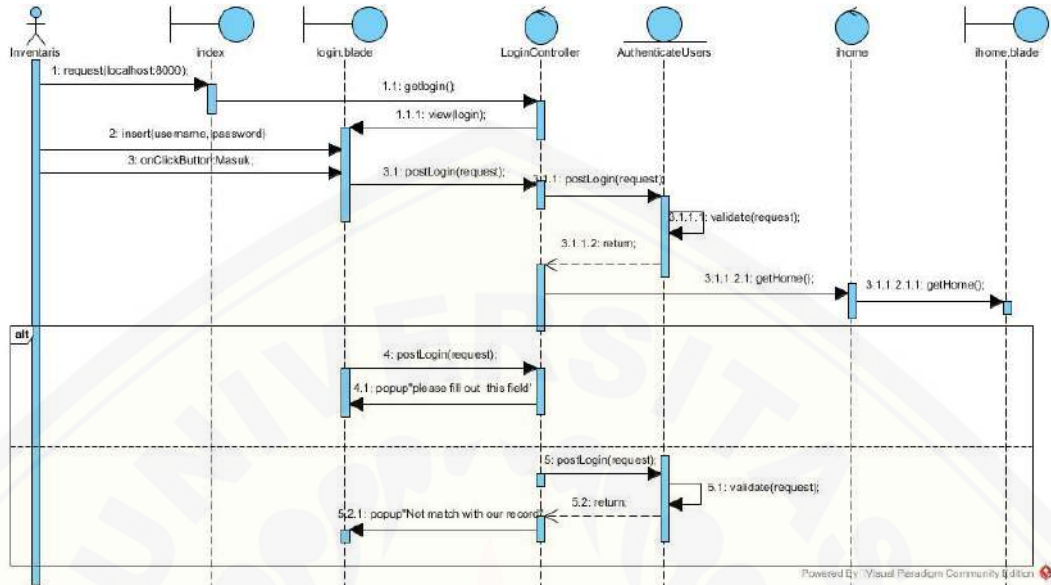 Inventaris
index
login.blade
LoginController
AuthenticateUsers
ihome
ihome.blade
1: request(localhost:8000);
1.1: getlogin();
1.1.1: view(login);
2: insert(username, password)
3: onClickButton:Masuk;
3.1: postLogin(request);
3.1.1: postLogin(request);
3.1.1.1: validate(request);
3.1.1.2: return;
3.1.1.2.1: getHome();
3.1.1.2.1.1: getHome();
alt
4: postLogin(request);
4.1: popup"please fill out this field"
5: postLogin(request);
5.1: validate(request);
5.2: return;
5.2.1: popup"Not match with our record"
UNIVERSITAS
Powered By Visual Paradigm Community Edition